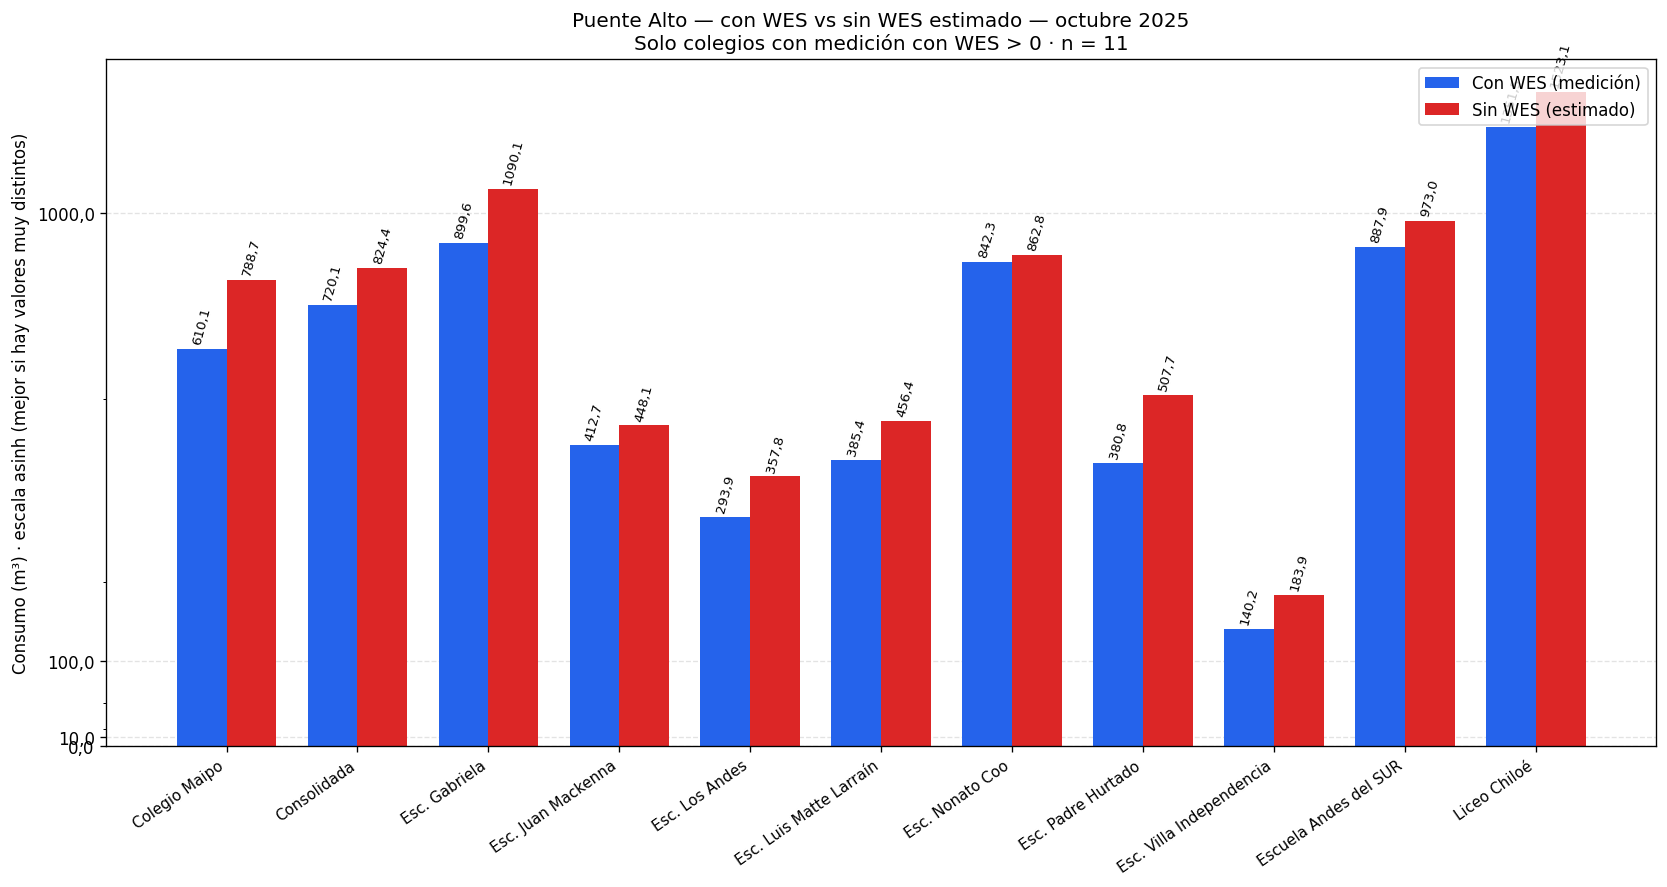 Puente Alto — con WES vs sin WES estimado — octubre 2025
Solo colegios con medición con WES > 0 · n = 11
Con WES (medición)
Sin WES (estimado)
Consumo (m³) · escala asinh (mejor si hay valores muy distintos)
1000,0
100,0
10,0
0,0
610,1
788,7
720,1
824,4
899,6
1090,1
412,7
448,1
293,9
357,8
385,4
456,4
842,3
862,8
380,8
507,7
140,2
183,9
887,9
973,0
Colegio Maipo
Consolidada
Esc. Gabriela
Esc. Juan Mackenna
Esc. Los Andes
Esc. Luis Matte Larraín
Esc. Nonato Coo
Esc. Padre Hurtado
Esc. Villa Independencia
Escuela Andes del SUR
Liceo Chiloé